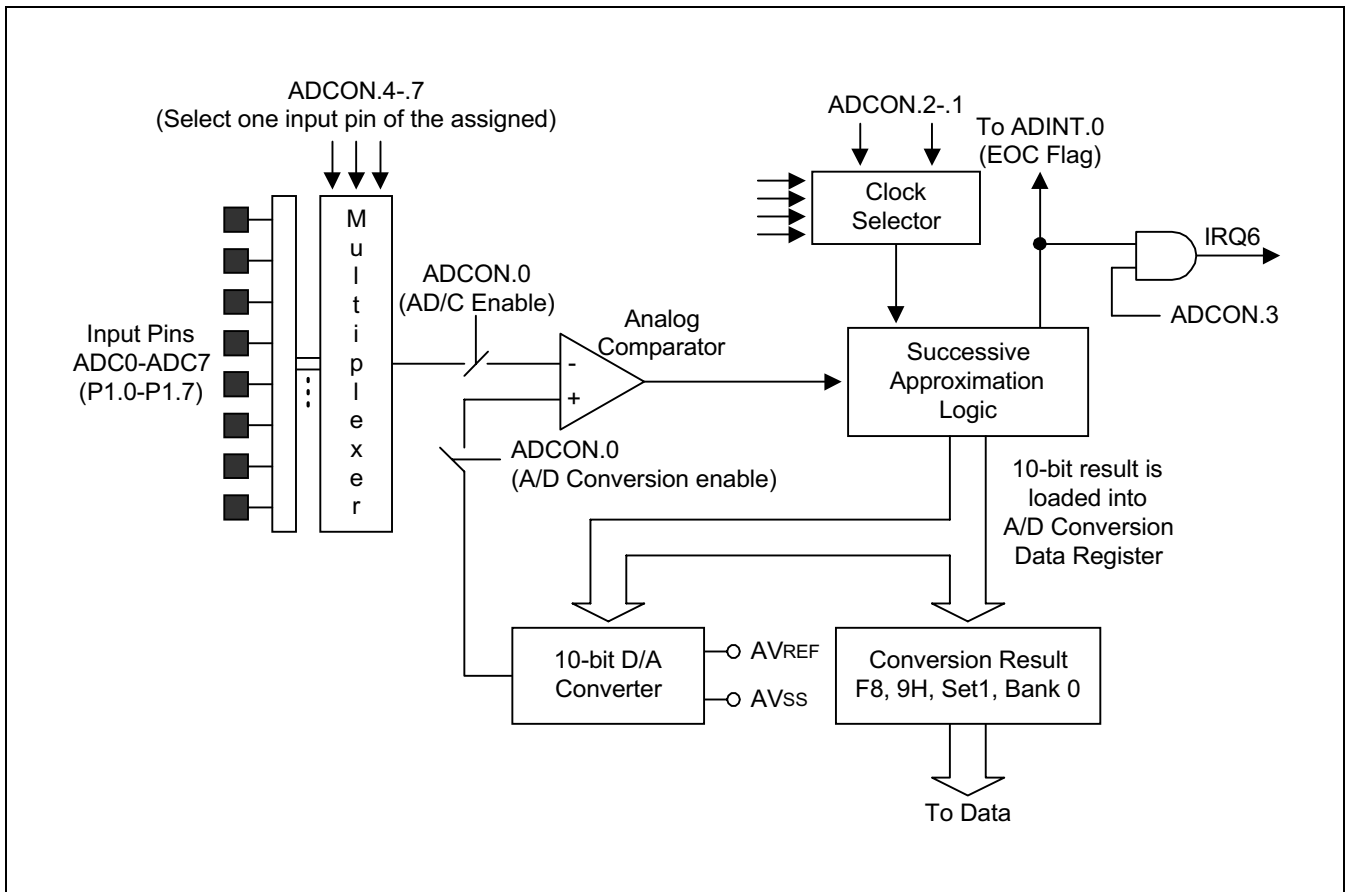 ADCON.4-.7
(Select one input pin of the assigned)
ADCON.2-.1
To ADINT.0
(EOC Flag)
Clock
Selector
Multiplexer
IRQ6
ADCON.3
ADCON.0
(AD/C Enable)
Input Pins
ADC0-ADC7
(P1.0-P1.7)
Analog
Comparator
-
+
Successive
Approximation
Logic
ADCON.0
(A/D Conversion enable)
10-bit result is
loaded into
A/D Conversion
Data Register
10-bit D/A
Converter
AVREF
AVSS
Conversion Result
F8, 9H, Set1, Bank 0
To Data